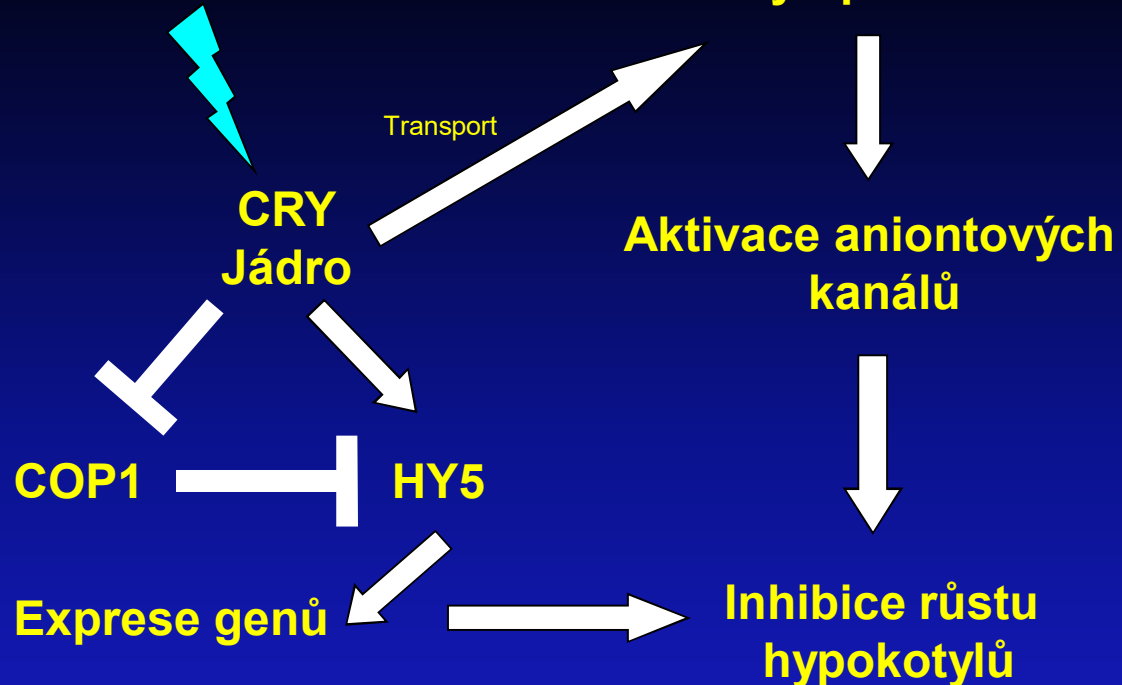 Transport
CRY
Jádro
Aktivace aniontových
kanálů
COP1
HY5
Exprese genů
Inhibice růstu
hypokotylů